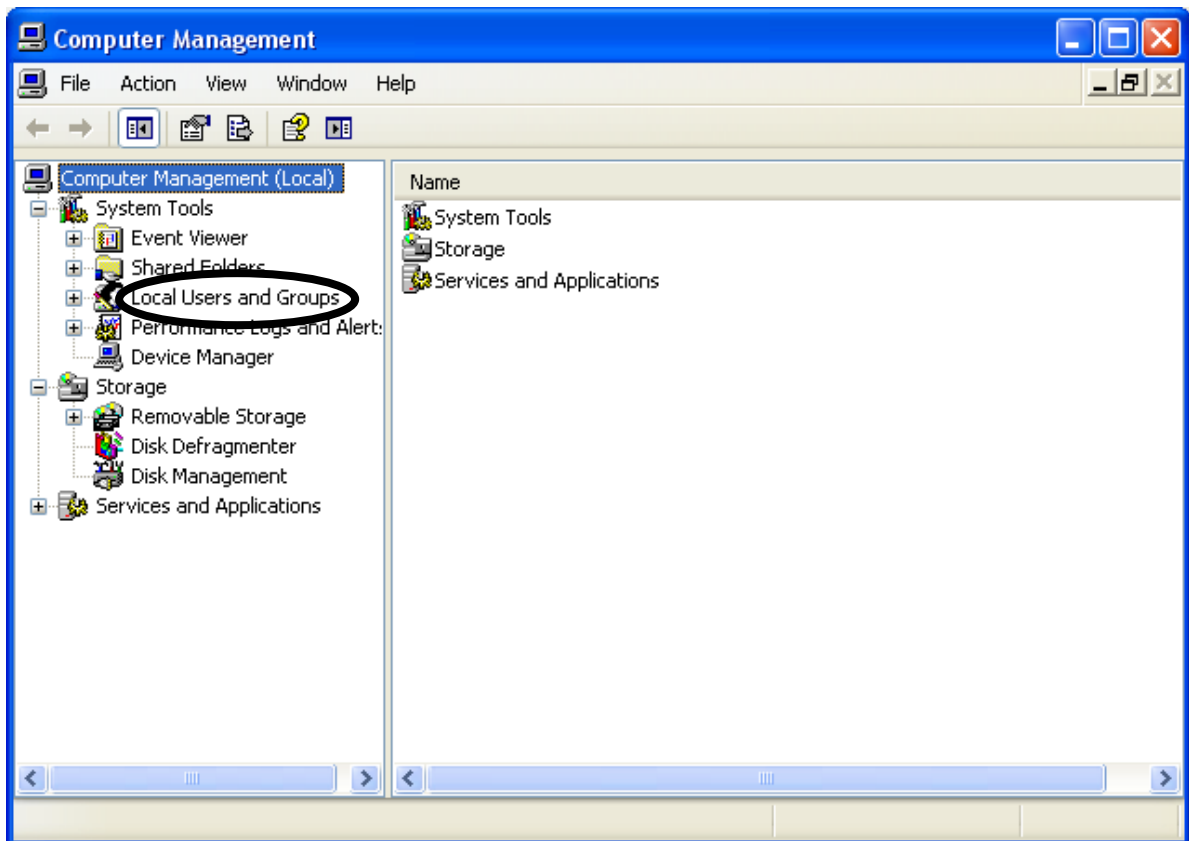 Computer Management
File Action View Window Help
Computer Management (Local)
System Tools
Event Viewer
Shared Folders
Local Users and Groups
Performance Logs and Alert
Device Manager
Storage
Removable Storage
Disk Defragmenter
Disk Management
Services and Applications
Name
System Tools
Storage
Services and Applications